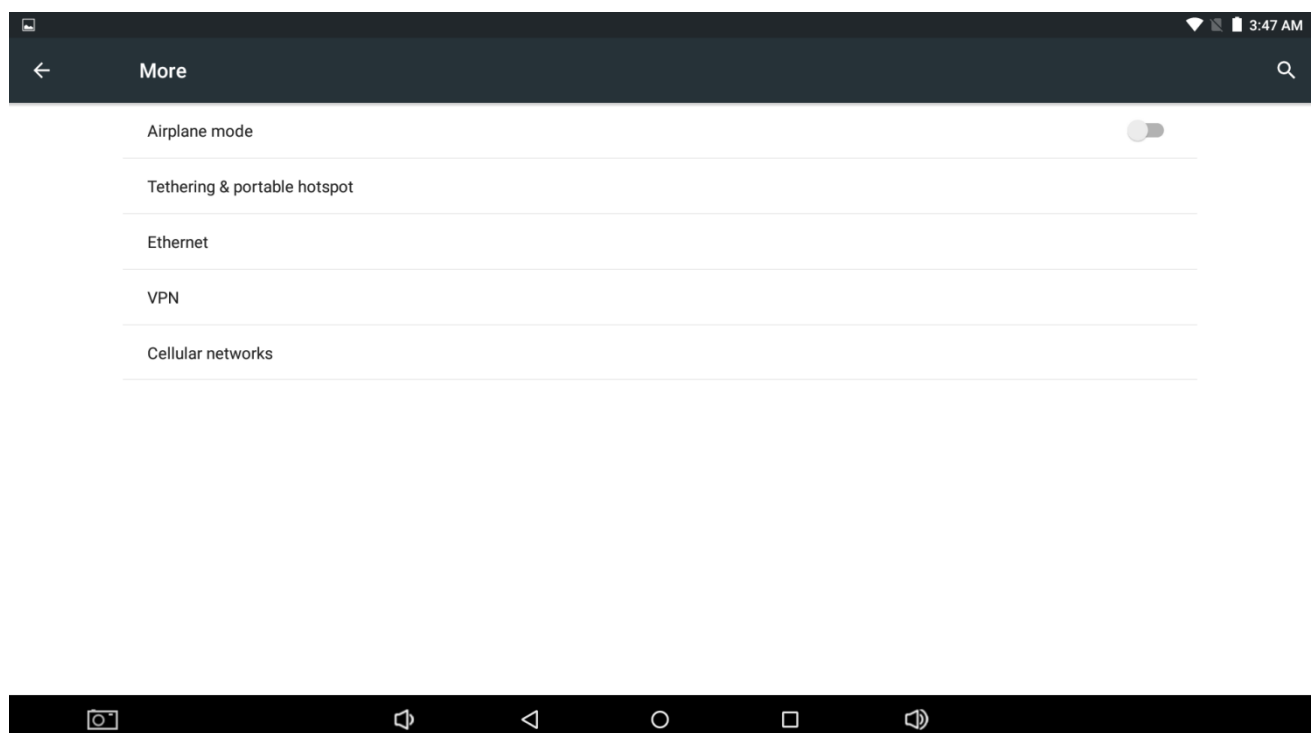 3:47 AM
More
Airplane mode
Tethering & portable hotspot
Ethernet
VPN
Cellular networks